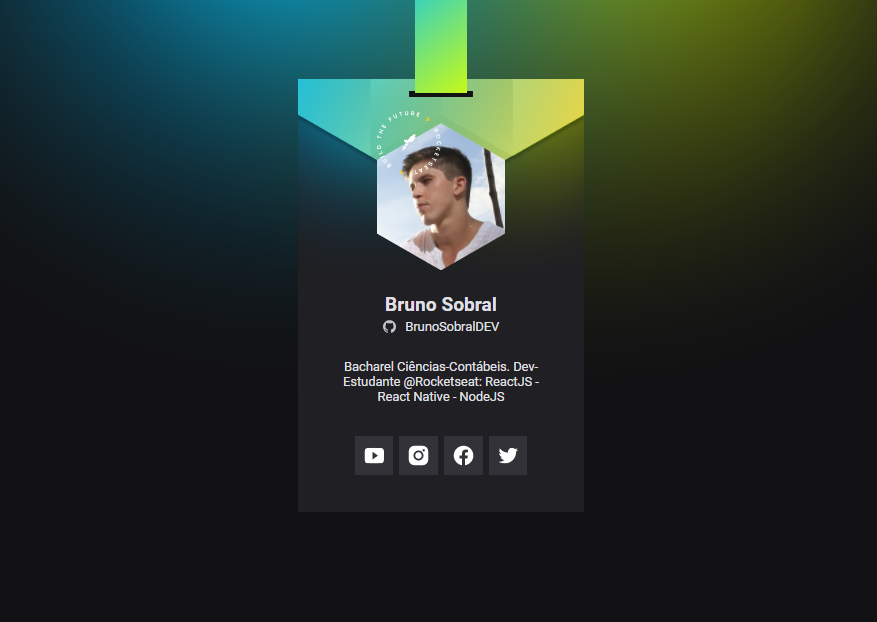 BUILD THE FUTURE
ROCKETSEAT
Bruno Sobral
BrunoSobralDEV
Bacharel Ciências-Contábeis. Dev-
Estudante @Rocketseat: ReactJS -
React Native - NodeJS